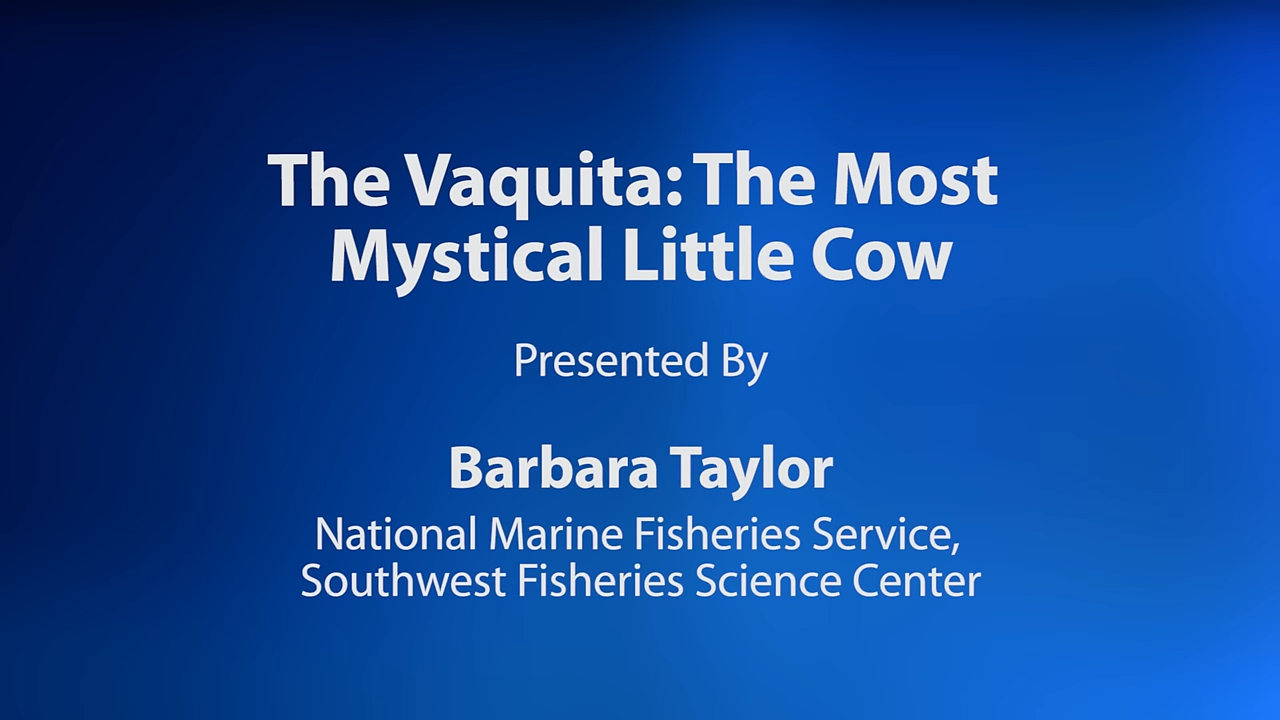 The Vaquita: The Most
Mystical Little Cow
Presented By
Barbara Taylor
National Marine Fisheries Service,
Southwest Fisheries Science Center